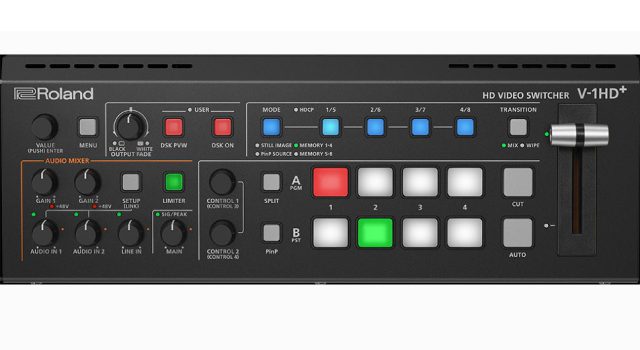 Roland
HD VIDEO SWITCHER V-1HD+
USER
MODE
HDCP
1/5
2/6
3/7
4/8
TRANSITION
VALUE
(PUSH) ENTER
MENU
BLACK
WHITE
OUTPUT FADE
DSK PVW
DSK ON
STILL IMAGE
MEMORY 1-4
PinP SOURCE
MEMORY 5-8
MIX
WIPE
AUDIO MIXER
GAIN 1
GAIN 2
+48V
+48V
SETUP
(LINK)
LIMITER
SIG/PEAK
AUDIO IN 1
AUDIO IN 2
LINE IN
MAIN
CONTROL 1
(CONTROL 3)
CONTROL 2
(CONTROL 4)
SPLIT
PinP
A
PGM
1
2
3
4
B
PST
CUT
AUTO